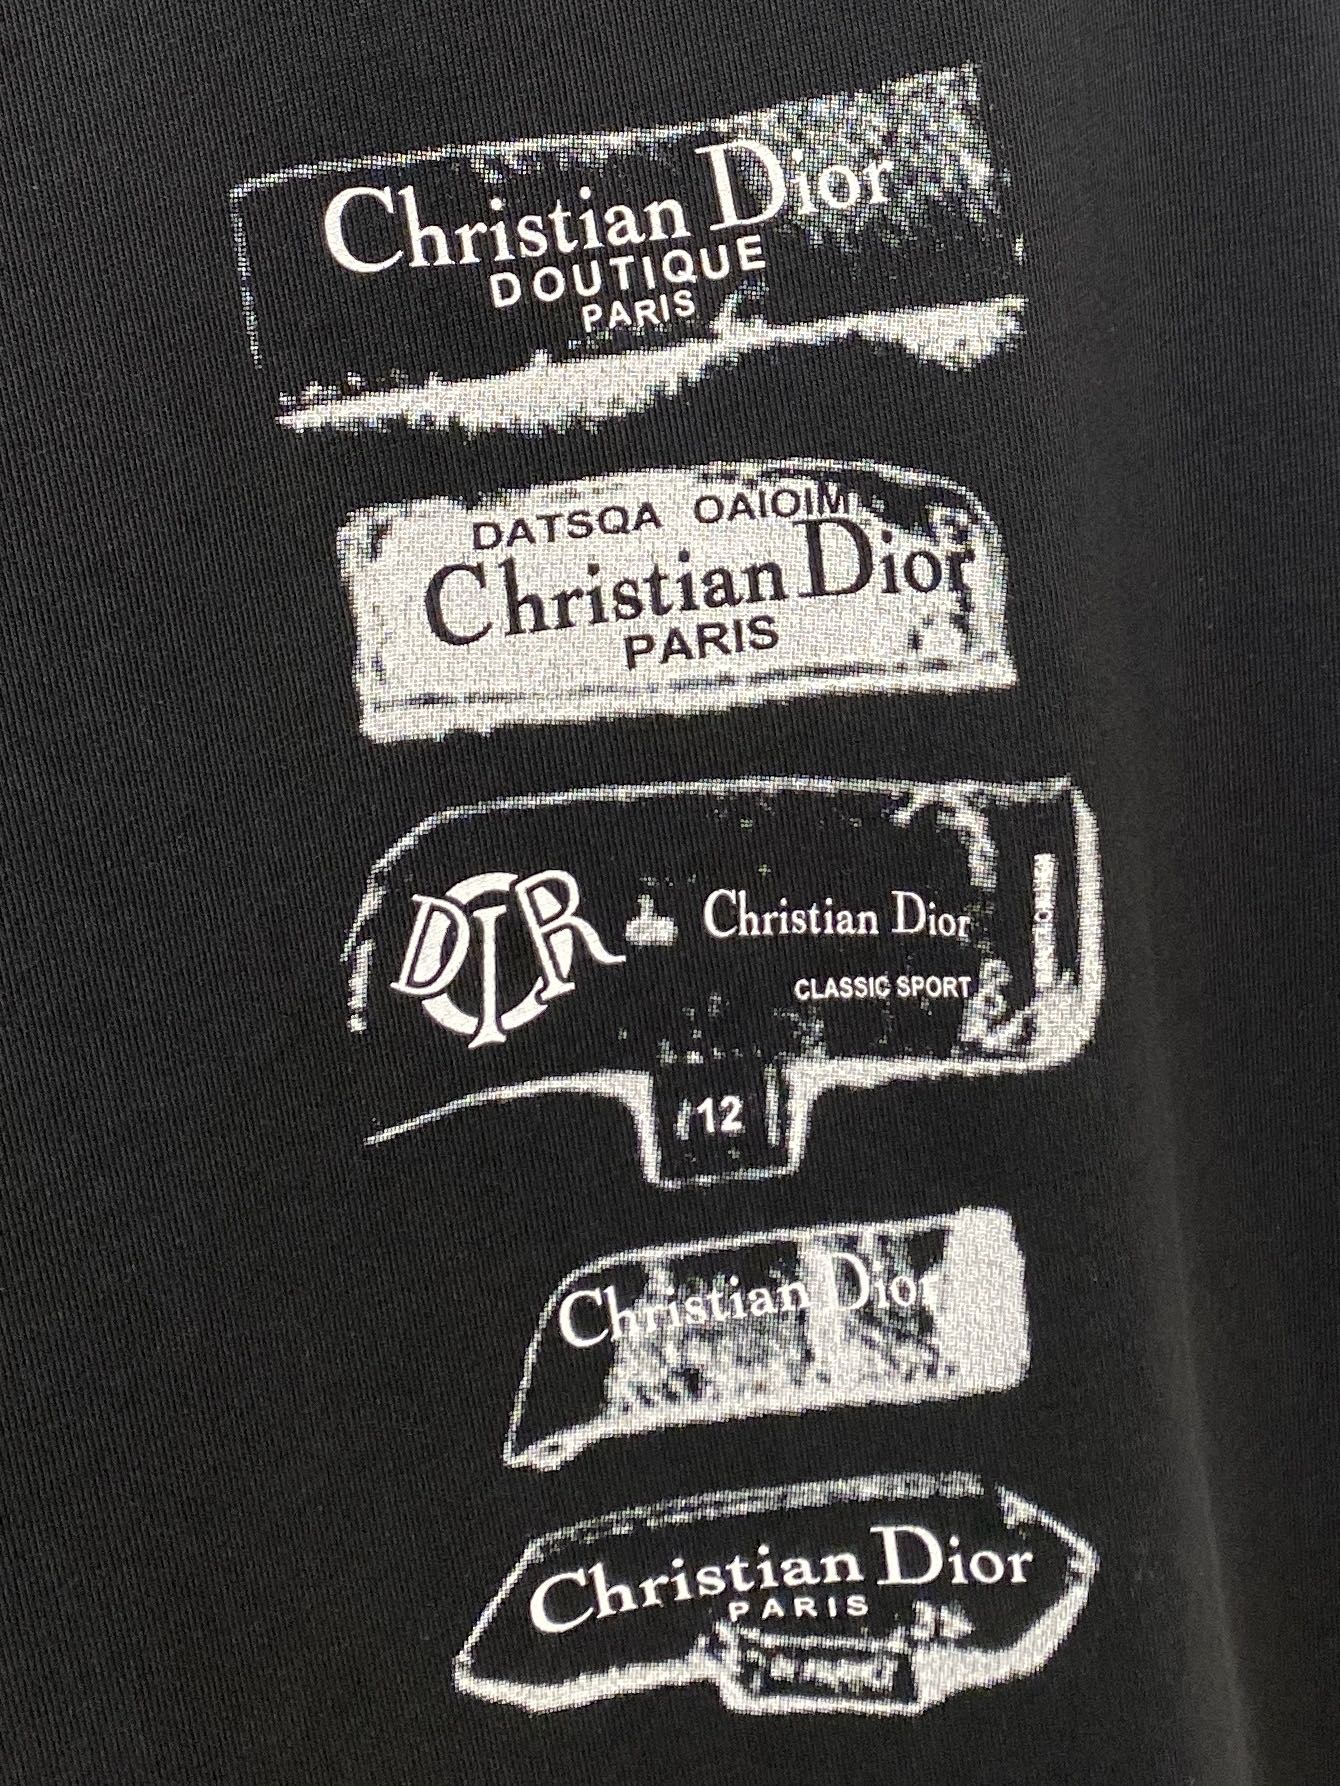 Christian Dior
DOUTIQUE
PARIS
DATSQA OAIOIM
Christian Dior
PARIS
DIR
Christian Dior
CLASSIC SPORT
12
Christian Dior
Christian Dior
PARIS